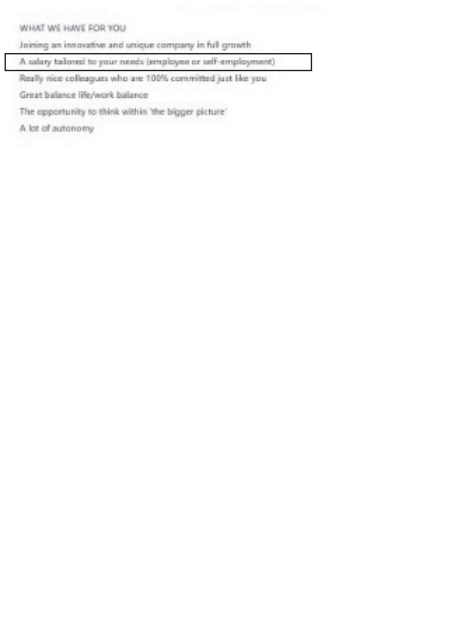 WHAT WE HAVE FOR YOU
Joining an innovative and unique company in full growth
A salary tailored to your needs (employee or self-employment)
Really nice colleagues who are 100% committed just like you
Great balance life/work balance
The opportunity to think within 'the bigger picture'
A lot of autonomy